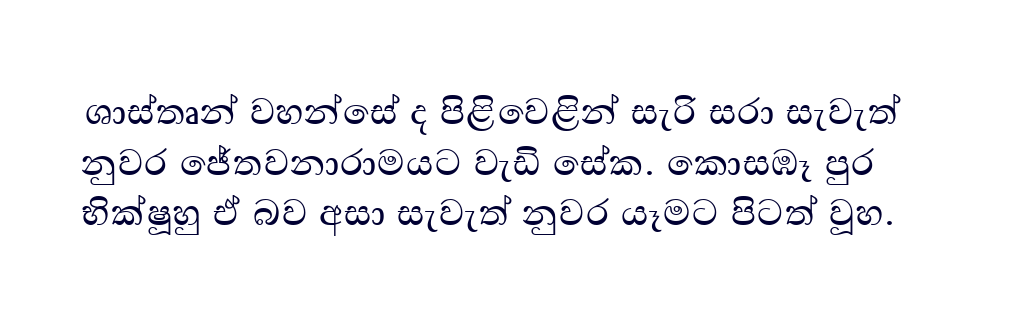 ශාස්තෘන් වහන්සේ ද පිළිවෙළින් සැරි සරා සැවැත්
නුවර ජේතවනාරාමයට වැඩි සේක. කොසඹෑ පුර
භික්ෂූහු ඒ බව අසා සැවැත් නුවර යෑමට පිටත් වූහ.